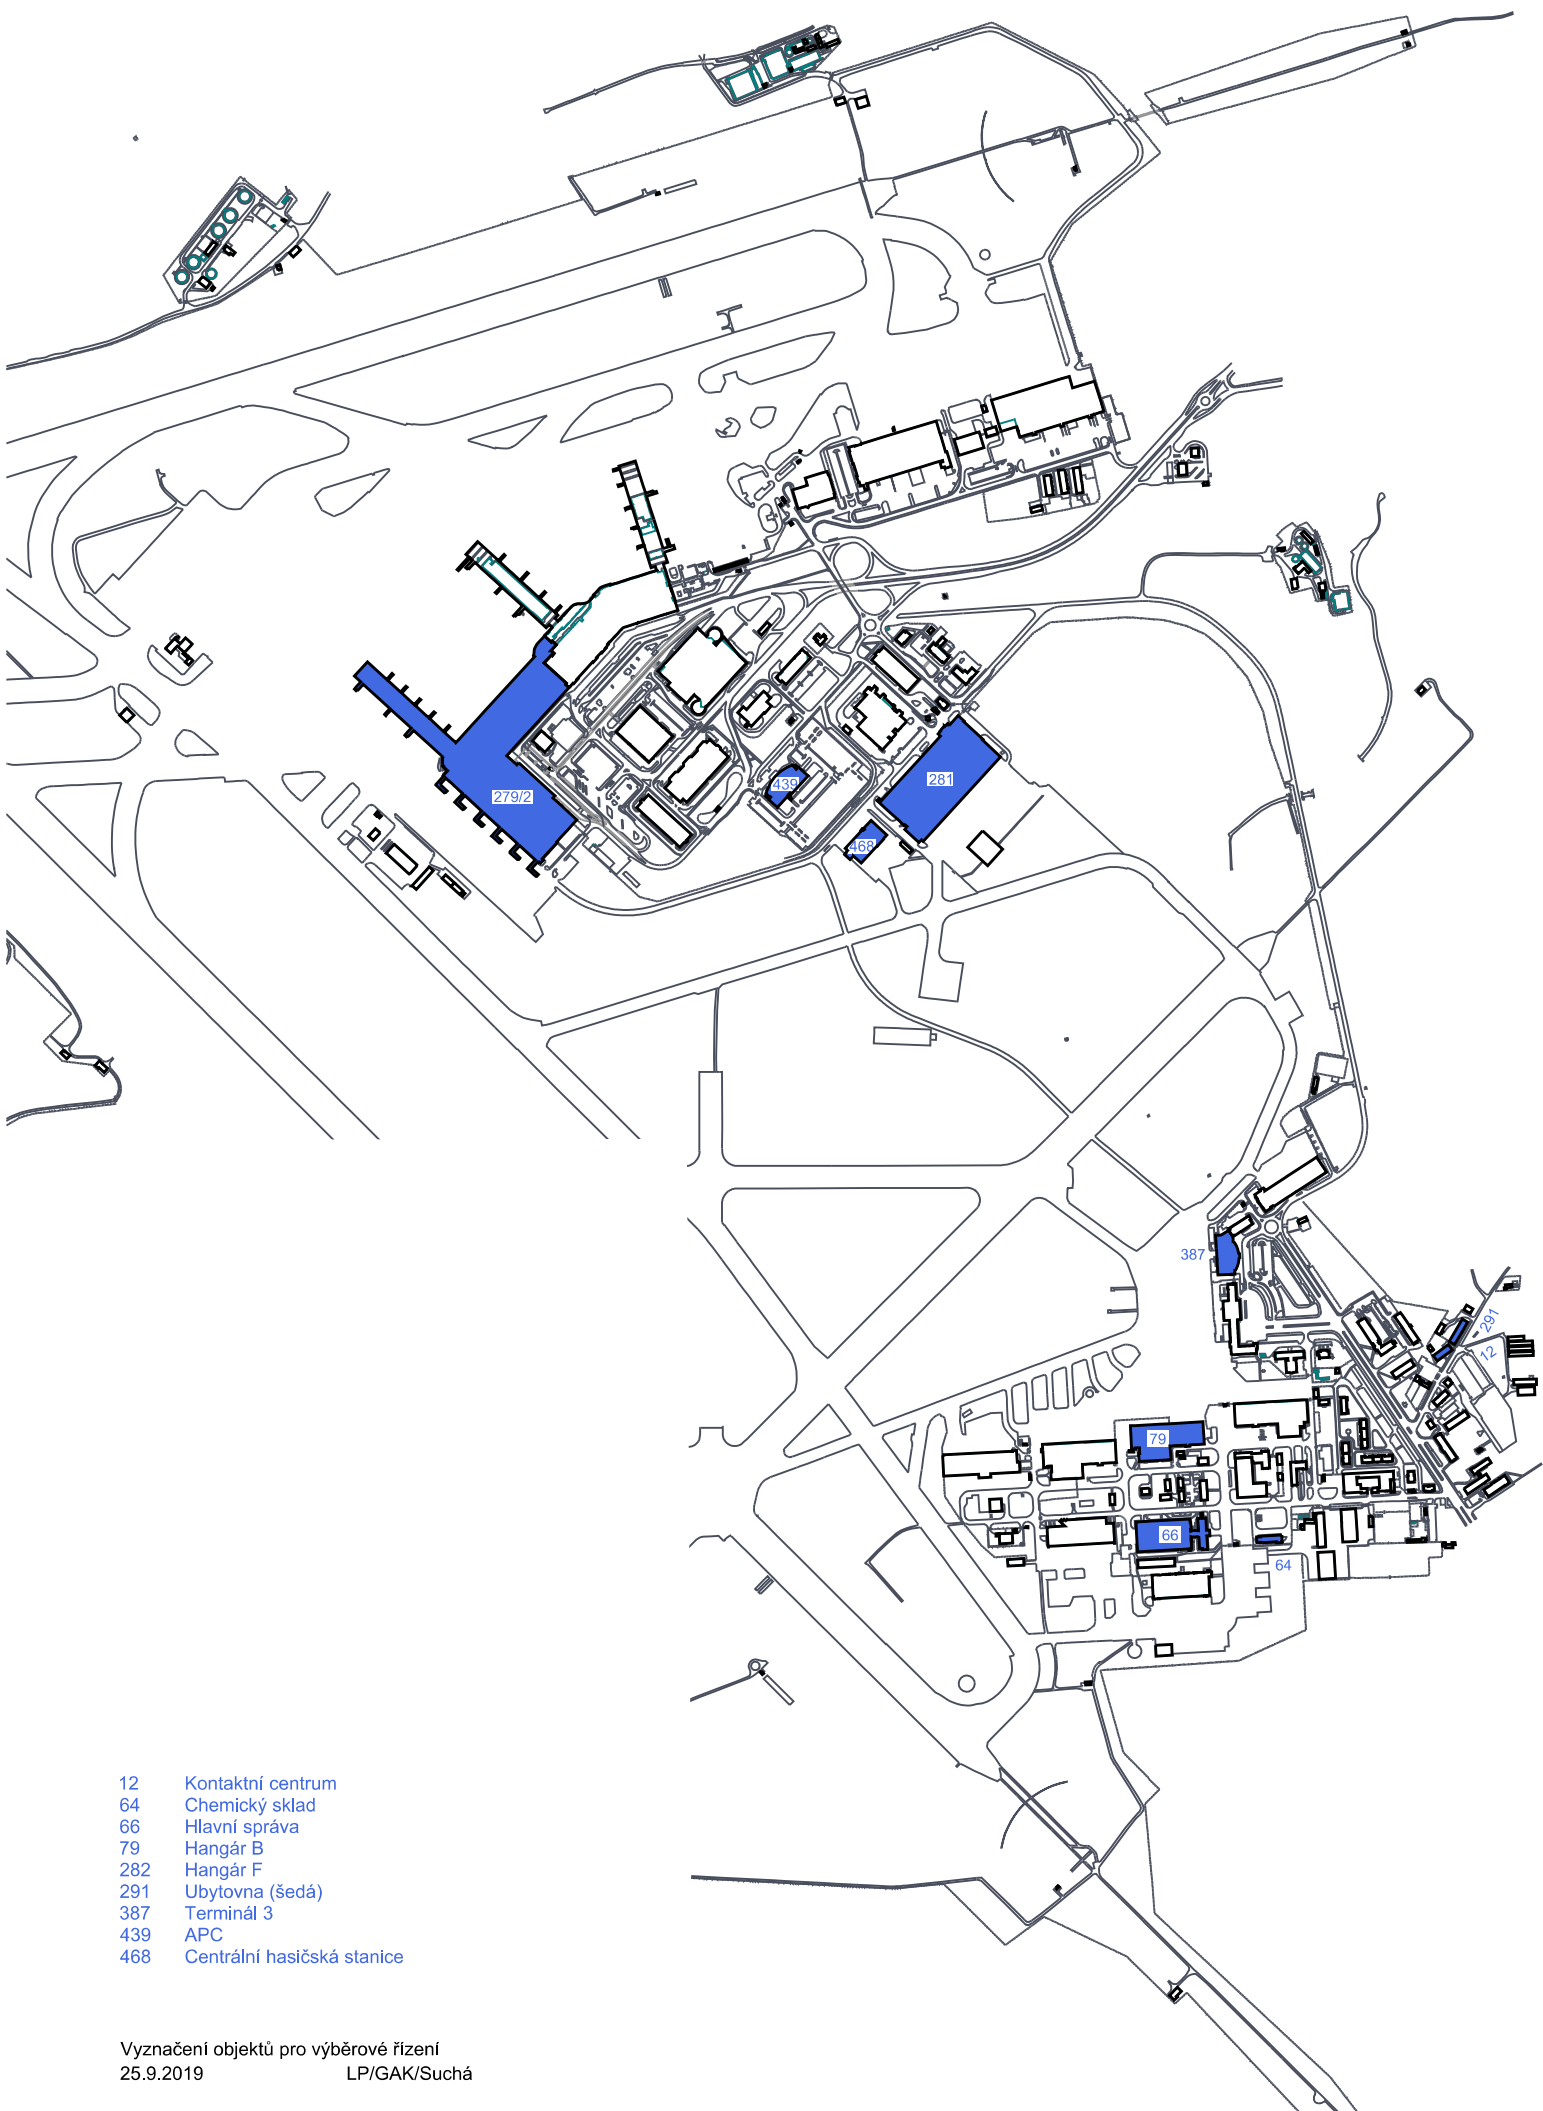 279/2
439
281
468
387
291
12
79
66
64
12 Kontaktní centrum
64 Chemický sklad
66 Hlavní správa
79 Hangár B
282 Hangár F
291 Ubytovna (šedá)
387 Terminál 3
439 APC
468 Centrální hasičská stanice
Vyznačení objektů pro výběrové řízení
25.9.2019 LP/GAK/Suchá